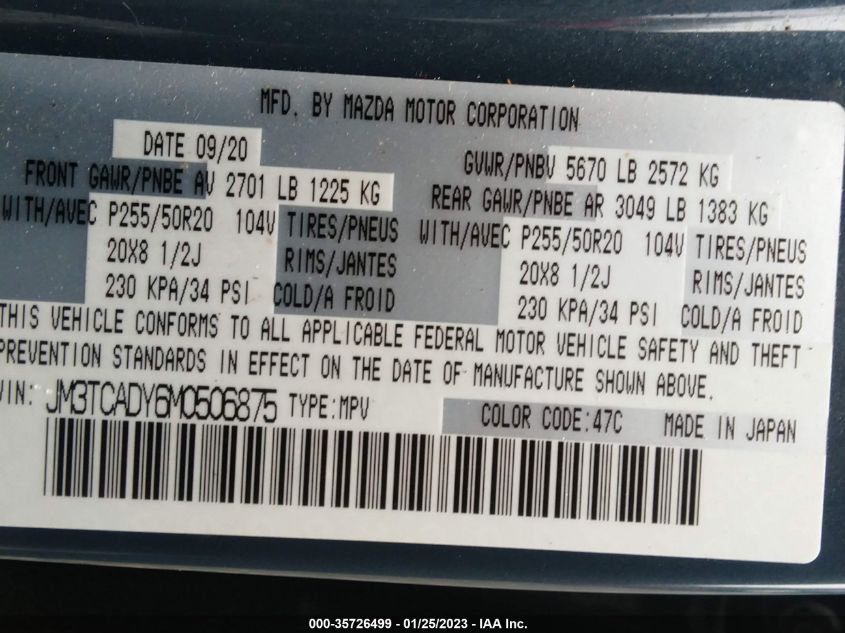 MFD. BY MAZDA MOTOR CORPORATION
DATE 09/20 GVWR/PNBV 5670 LB 2572 KG
FRONT GAWR/PNBE AV 2701 LB 1225 KG REAR GAWR/PNBE AR 3049 LB 1383 KG
WITH/AVEC P255/50R20 104V TIRES/PNEUS WITH/AVEC P255/50R20 104V TIRES/PNEUS
20X8 1/2J RIMS/JANTES 20X8 1/2J RIMS/JANTES
230 KPA/34 PSI COLD/A FROID 230 KPA/34 PSI COLD/A FROID
THIS VEHICLE CONFORMS TO ALL APPLICABLE FEDERAL MOTOR VEHICLE SAFETY AND THEFT
PREVENTION STANDARDS IN EFFECT ON THE DATE OF MANUFACTURE SHOWN ABOVE.
VIN: JM3TCADY6M0506875 TYPE:MPV COLOR CODE:47C MADE IN JAPAN
000-35726499 - 01/25/2023 - IAA Inc.